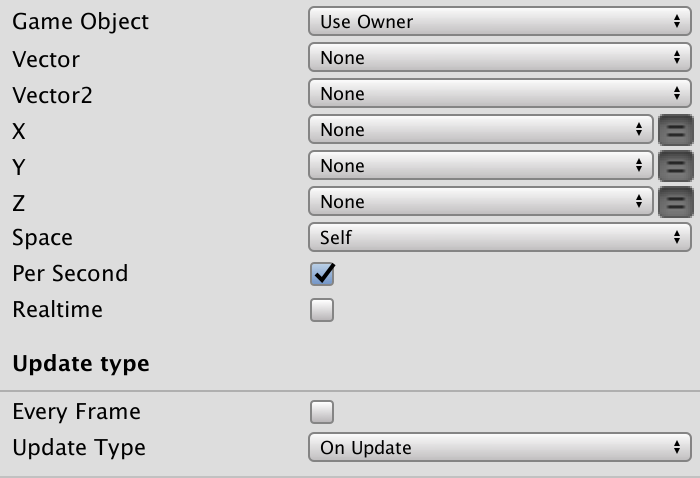 Game Object Use Owner
Vector None
Vector2 None
X None
Y None
Z None
Space Self
Per Second
Realtime
Update type
Every Frame
Update Type On Update